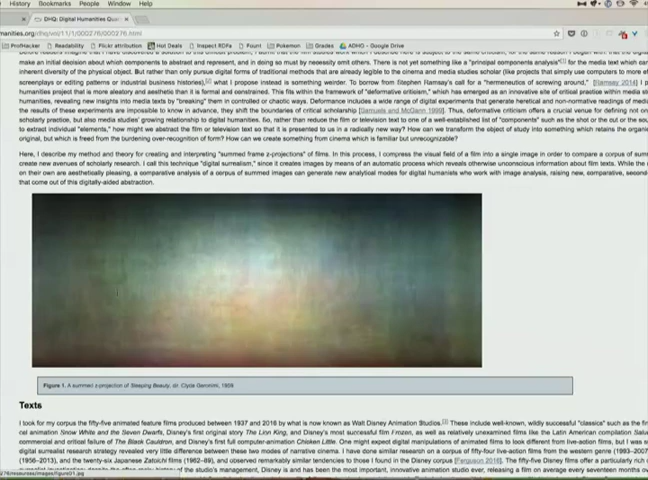 History Bookmarks People Window Help
DHQ: Digital Humanities Qua
manities.org/dhq/vol/11/1/000276/000276.html
ProfHacker Readability Flickr attribution Hot Deals Inspect RDFa Fount Pokemon Grades ADHO - Google Drive
make an initial decision about which components to abstract and represent, and in doing so must by necessity omit others. There is not yet something like a "principal components analysis" for the media text which can
inherent diversity of the physical object. But rather than only pursue digital forms of traditional methods that are already legible to the cinema and media studies scholar (like projects that simply use computers to more ef
screenplays or editing patterns or industrial business histories), what I propose instead is something weirder. To borrow from Stephen Ramsay's call for a "hermeneutics of screwing around," [Ramsay 2014] I p
humanities project that is more aleatory and aesthetic than it is formal and constrained. This fits within the framework of "deformative criticism," which has emerged as an innovative site of critical practice within media st
humanities, revealing new insights into media texts by "breaking" them in controlled or chaotic ways. Deformance includes a wide range of digital experiments that generate heretical and non-normative readings of media
the results of these experiments are impossible to know in advance, they shift the boundaries of critical scholarship [Samuels and McGann 1999]. Thus, deformative criticism offers a crucial venue for defining not on
scholarly practice, but also media studies' growing relationship to digital humanities. So, rather than reduce the film or television text to one of a well-established list of "components" such as the shot or the cut or the sou
to extract individual "elements," how might we abstract the film or television text so that it is presented to us in a radically new way? How can we transform the object of study into something which retains the organic
original, but which is freed from the burdening over-recognition of form? How can we create something from cinema which is familiar but unrecognizable?
Here, I describe my method and theory for creating and interpreting "summed frame z-projections" of films. In this process, I compress the visual field of a film into a single image in order to compare a corpus of sum
create new avenues of scholarly research. I call this technique "digital surrealism," since it creates images by means of an automatic process which reveals otherwise unconscious information about film texts. While the
on their own are aesthetically pleasing, a comparative analysis of a corpus of summed images can generate new analytical modes for digital humanists who work with image analysis, raising new, comparative, second
that come out of this digitally-aided abstraction.
Figure 1. A summed z-projection of Sleeping Beauty, dir. Clyde Geronimi, 1959
Texts
I took for my corpus the fifty-five animated feature films produced between 1937 and 2016 by what is now known as Walt Disney Animation Studios. These include well-known, wildly successful "classics" such as the fir
nal animation Snow White and the Seven Dwarfs, Disney's first original story The Lion King, and Disney's most successful film Frozen, as well as relatively unexamined films like the Latin American compilation Salu
commercial and critical failure of The Black Cauldron, and Disney's first full computer-animation Chicken Little. One might expect digital manipulations of animated films to look different from live-action films, but I was s
digital surrealist research strategy revealed very little difference between these two modes of narrative cinema. I have done similar research on a corpus of fifty-four live-action films from the western genre (1930-2007
(1956-2013), and the twenty-six Japanese Zatoichi films (1962-89), and observed remarkably similar tendencies to those I found in the Disney corpus [Ferguson 2016]. The fifty-five Disney films offer a particularly rich
of the studio's management, Disney is and has been the most important, innovative animation studio ever, releasing a film on average every seventeen months ov
276/resources/images/figure01.jpg